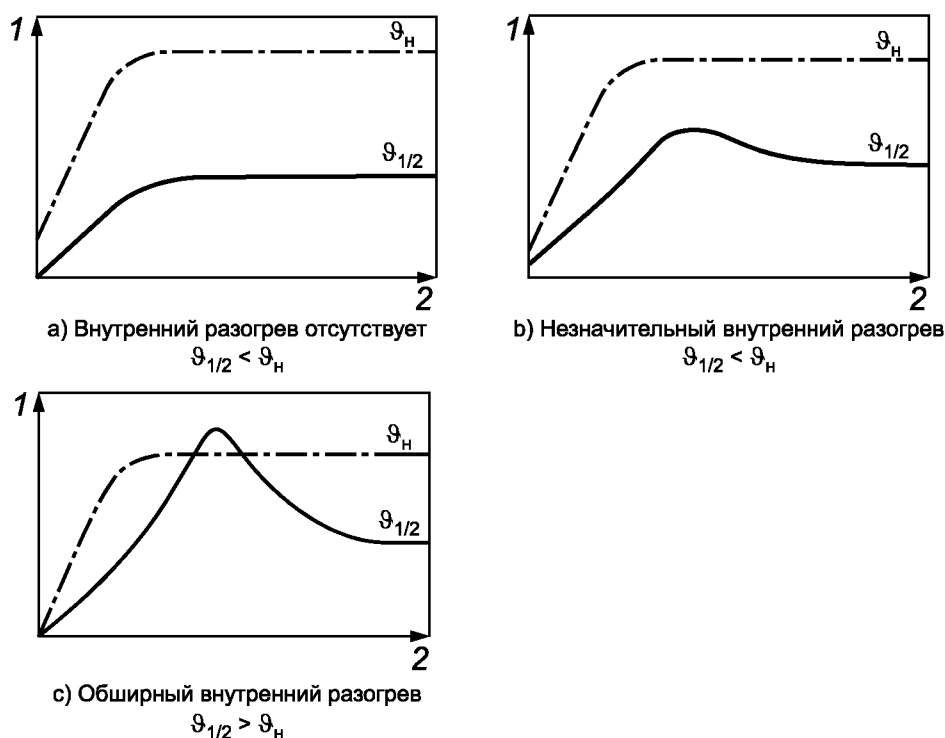 1
ϑн
ϑ1/2
2
а) Внутренний разогрев отсутствует
ϑ1/2 < ϑн
1
ϑн
ϑ1/2
2
b) Незначительный внутренний разогрев
ϑ1/2 < ϑн
1
ϑн
ϑ1/2
2
c) Обширный внутренний разогрев
ϑ1/2 > ϑн